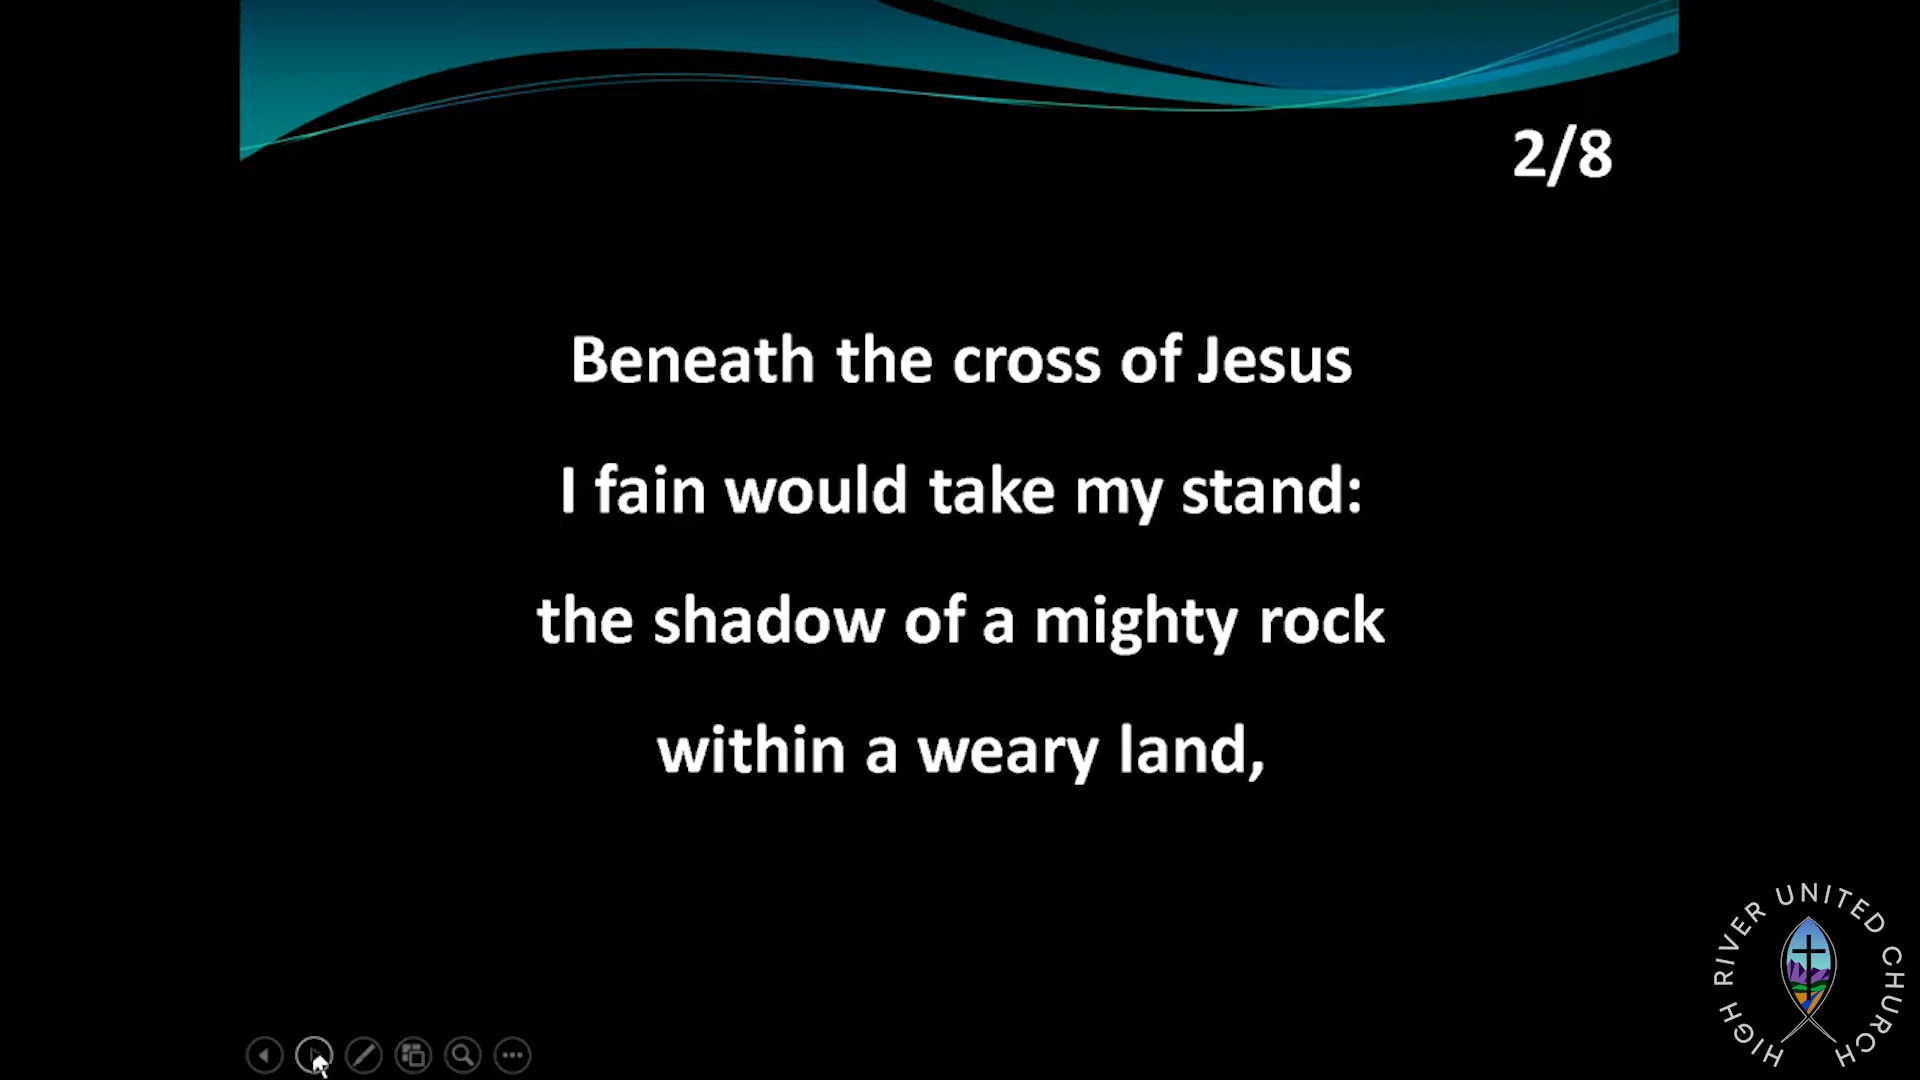 2/8
Beneath the cross of Jesus
I fain would take my stand:
the shadow of a mighty rock
within a weary land,
HIGH RIVER UNITED CHURCH